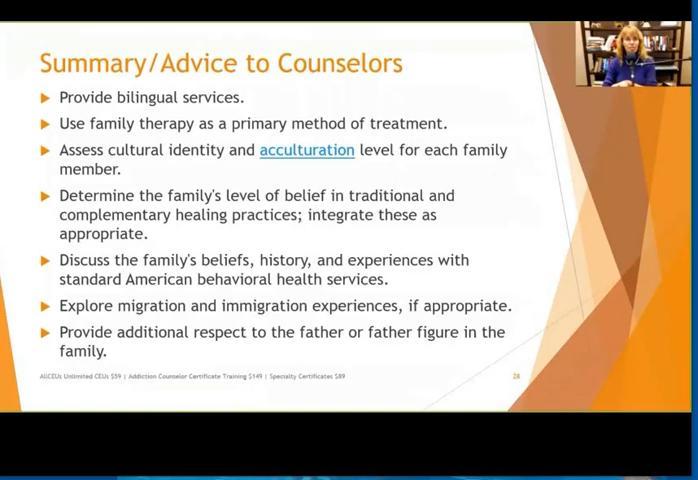 Summary/Advice to Counselors
Provide bilingual services.
Use family therapy as a primary method of treatment.
Assess cultural identity and acculturation level for each family
member.
Determine the family's level of belief in traditional and
complementary healing practices; integrate these as
appropriate.
Discuss the family's beliefs, history, and experiences with
standard American behavioral health services.
Explore migration and immigration experiences, if appropriate.
Provide additional respect to the father or father figure in the
family.
AllCEUs Unlimited CEUs $59 | Addiction Counselor Certificate Training $149 | Specialty Certificates $89
28